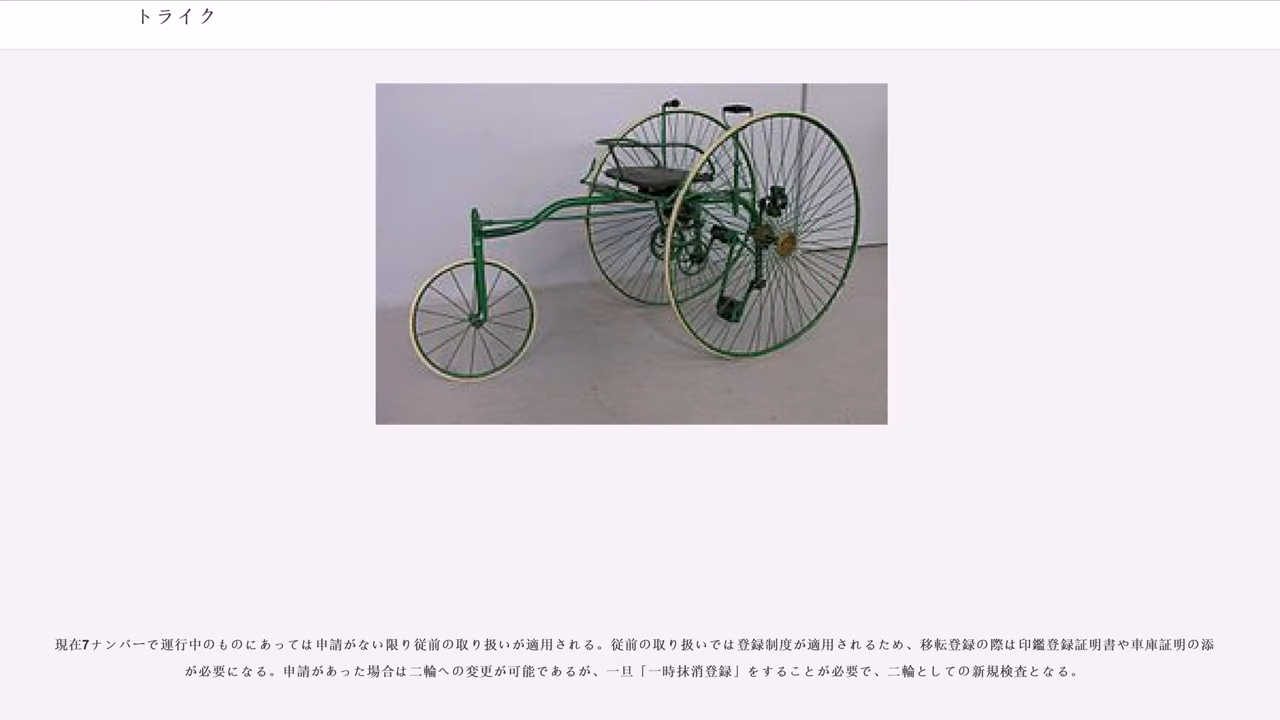 トライク
現在7ナンバーで運行中のものにあっては申請がない限り従前の取り扱いが適用される。従前の取り扱いでは登録制度が適用されるため、移転登録の際は印鑑登録証明書や車庫証明の添
が必要になる。申請があった場合は二輪への変更が可能であるが、一旦「一時抹消登録」をすることが必要で、二輪としての新規検査となる。